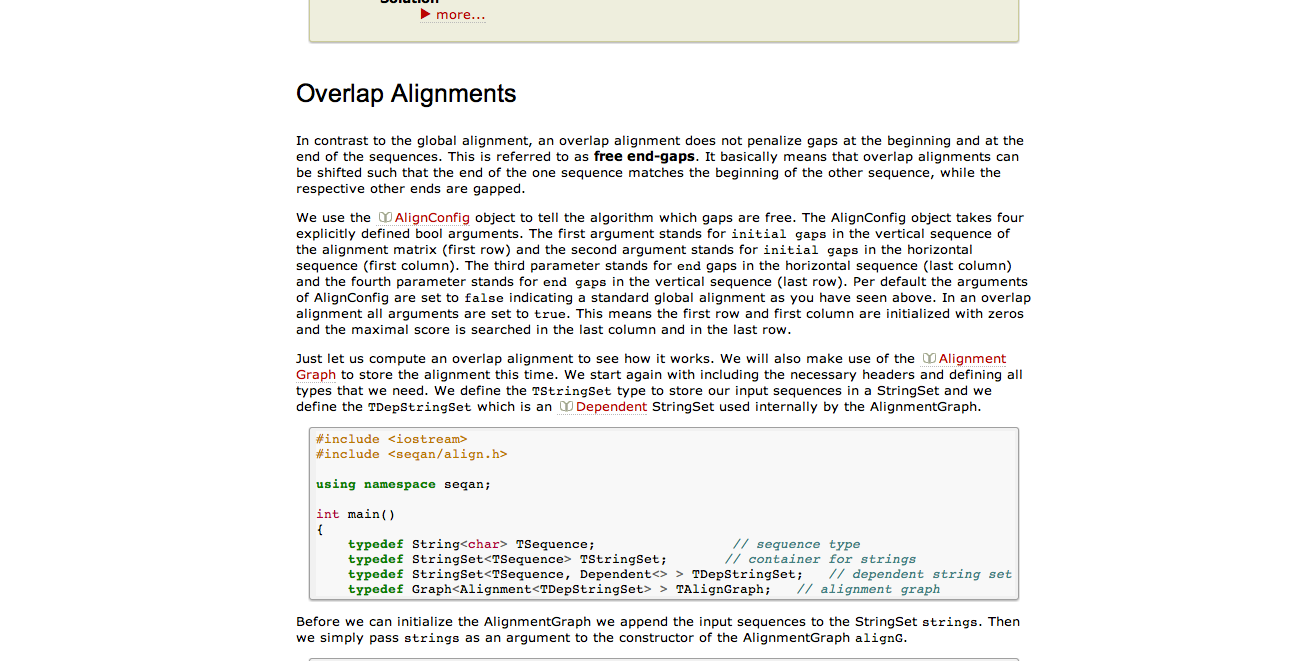 Solution
▶ more...
Overlap Alignments
In contrast to the global alignment, an overlap alignment does not penalize gaps at the beginning and at the
end of the sequences. This is referred to as free end-gaps. It basically means that overlap alignments can
be shifted such that the end of the one sequence matches the beginning of the other sequence, while the
respective other ends are gapped.
We use the AlignConfig object to tell the algorithm which gaps are free. The AlignConfig object takes four
explicitly defined bool arguments. The first argument stands for initial gaps in the vertical sequence of
the alignment matrix (first row) and the second argument stands for initial gaps in the horizontal
sequence (first column). The third parameter stands for end gaps in the horizontal sequence (last column)
and the fourth parameter stands for end gaps in the vertical sequence (last row). Per default the arguments
of AlignConfig are set to false indicating a standard global alignment as you have seen above. In an overlap
alignment all arguments are set to true. This means the first row and first column are initialized with zeros
and the maximal score is searched in the last column and in the last row.
Just let us compute an overlap alignment to see how it works. We will also make use of the Alignment
Graph to store the alignment this time. We start again with including the necessary headers and defining all
types that we need. We define the TStringSet type to store our input sequences in a StringSet and we
define the TDepStringSet which is an Dependent StringSet used internally by the AlignmentGraph.
#include <iostream>
#include <seqan/align.h>
using namespace seqan;
int main()
{
typedef String<char> TSequence; // sequence type
typedef StringSet<TSequence> TStringSet; // container for strings
typedef StringSet<TSequence, Dependent<> > TDepStringSet; // dependent string set
typedef Graph<Alignment<TDepStringSet> > TAlignGraph; // alignment graph
Before we can initialize the AlignmentGraph we append the input sequences to the StringSet strings. Then
we simply pass strings as an argument to the constructor of the AlignmentGraph alignG.